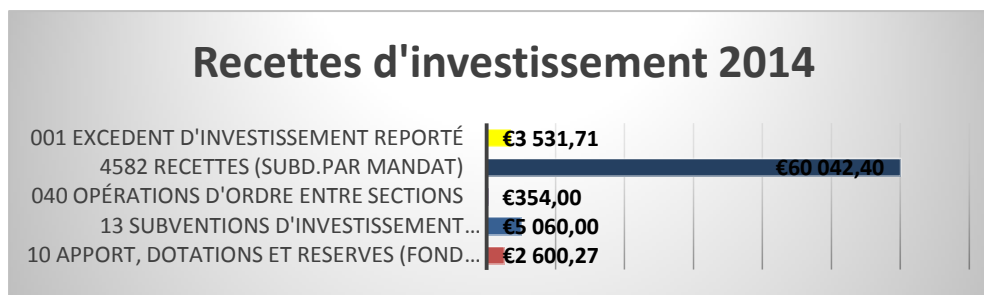 Recettes d'investissement 2014
001 EXCEDENT D'INVESTISSEMENT REPORTÉ €3 531,71
4582 RECETTES (SUBD.PAR MANDAT) €60 042,40
040 OPÉRATIONS D'ORDRE ENTRE SECTIONS €354,00
13 SUBVENTIONS D'INVESTISSEMENT... €5 060,00
10 APPORT, DOTATIONS ET RESERVES (FOND... €2 600,27